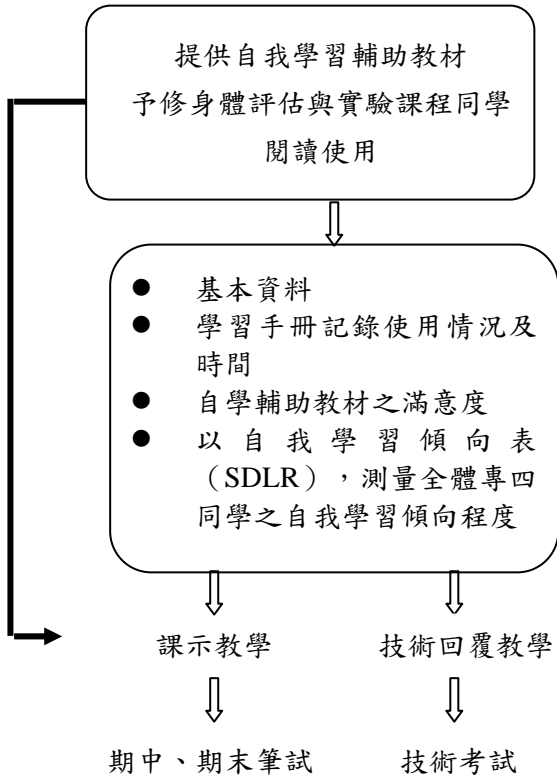 提供自我學習輔助教材
予修身體評估與實驗課程同學
閱讀使用
● 基本資料
● 學習手冊記錄使用情況及
時間
● 自學輔助教材之滿意度
● 以自我學習傾向表
（SDLR），測量全體專四
同學之自我學習傾向程度
課示教學 技術回覆教學
期中、期末筆試 技術考試